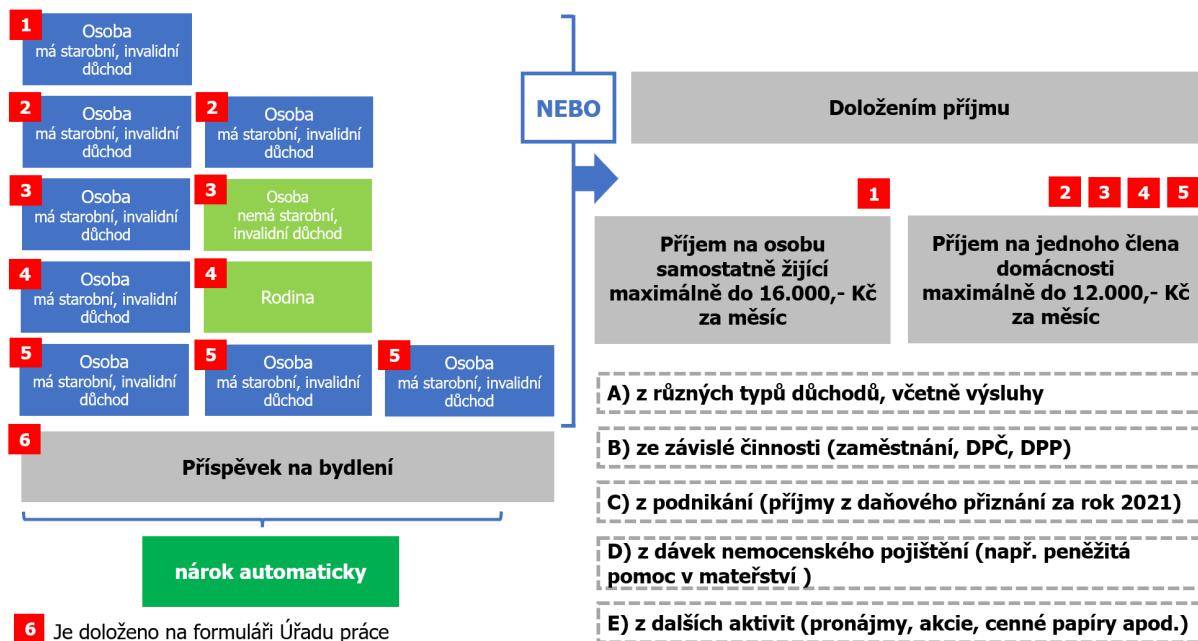 1
Osoba
má starobní, invalidní
důchod
2
Osoba
má starobní, invalidní
důchod
2
Osoba
má starobní, invalidní
důchod
3
Osoba
má starobní, invalidní
důchod
3
Osoba
nemá starobní,
invalidní důchod
4
Osoba
má starobní, invalidní
důchod
4
Rodina
5
Osoba
má starobní, invalidní
důchod
5
Osoba
má starobní, invalidní
důchod
5
Osoba
má starobní, invalidní
důchod
6
Příspěvek na bydlení
nárok automaticky
6 Je doloženo na formuláři Úřadu práce
NEBO
Doložením příjmu
1
Příjem na osobu
samostatně žijící
maximálně do 16.000,- Kč
za měsíc
2 3 4 5
Příjem na jednoho člena
domácnosti
maximálně do 12.000,- Kč
za měsíc
A) z různých typů důchodů, včetně výsluhy
B) ze závislé činnosti (zaměstnání, DPČ, DPP)
C) z podnikání (příjmy z daňového přiznání za rok 2021)
D) z dávek nemocenského pojištění (např. peněžitá
pomoc v mateřství )
E) z dalších aktivit (pronájmy, akcie, cenné papíry apod.)